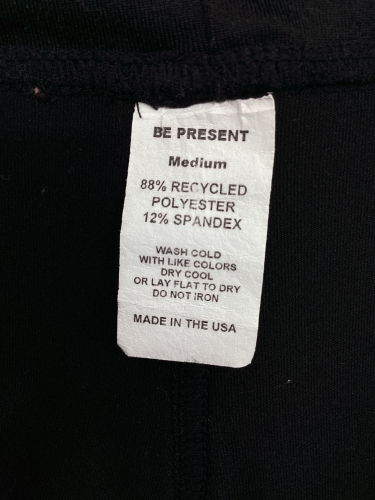 BE PRESENT
Medium
88% RECYCLED
POLYESTER
12% SPANDEX
WASH COLD
WITH LIKE COLORS
DRY COOL
OR LAY FLAT TO DRY
DO NOT IRON
MADE IN THE USA